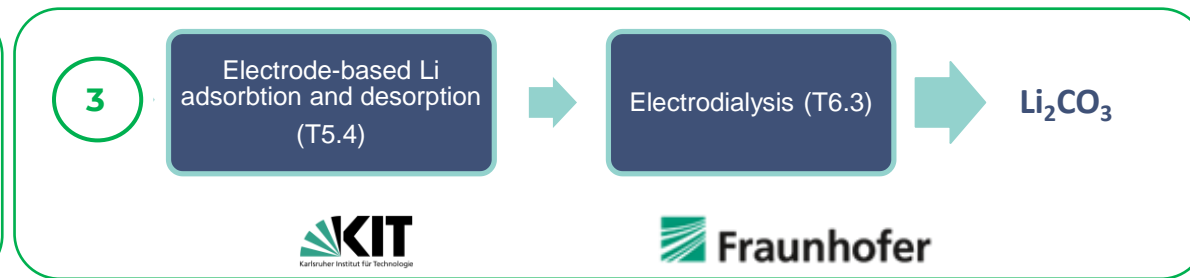 3
Electrode-based Li
adsorbtion and desorption
(T5.4)
Electrodialysis (T6.3)
Li₂CO₃
KIT
Karlsruher Institut für Technologie
Fraunhofer